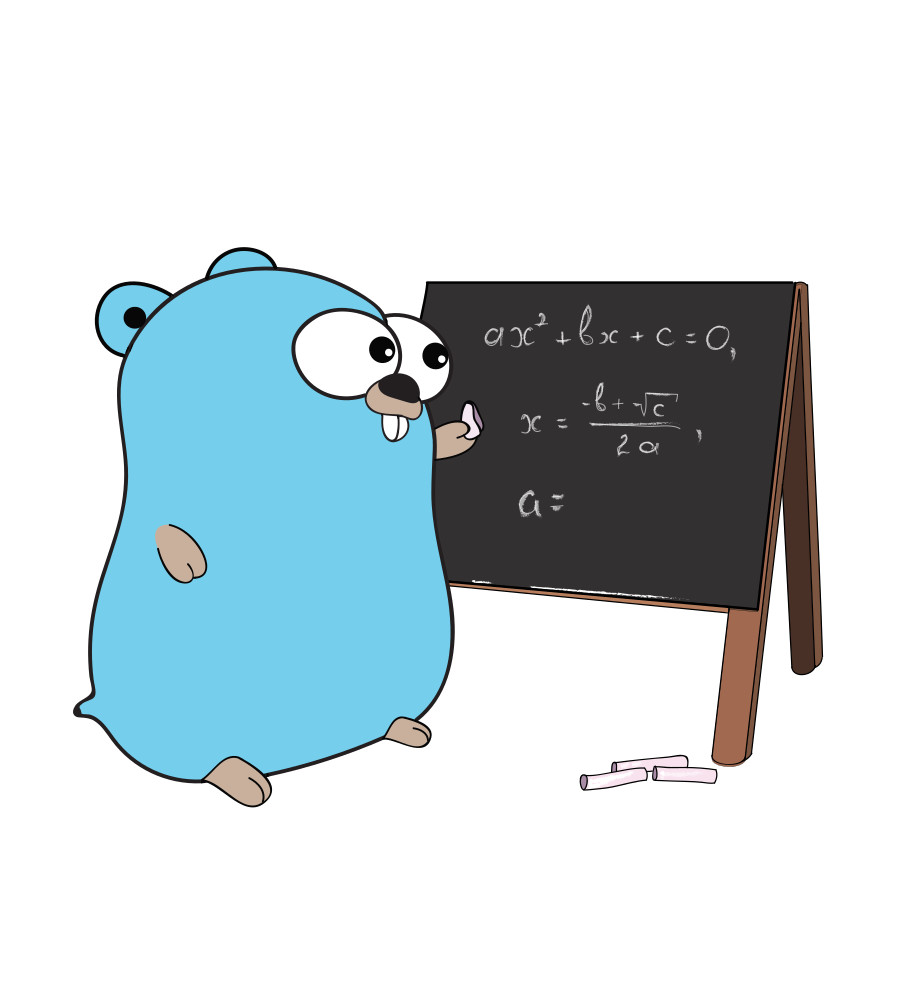 ax² + bx + c = 0,
x = (-b + √c) / 2a,
a =